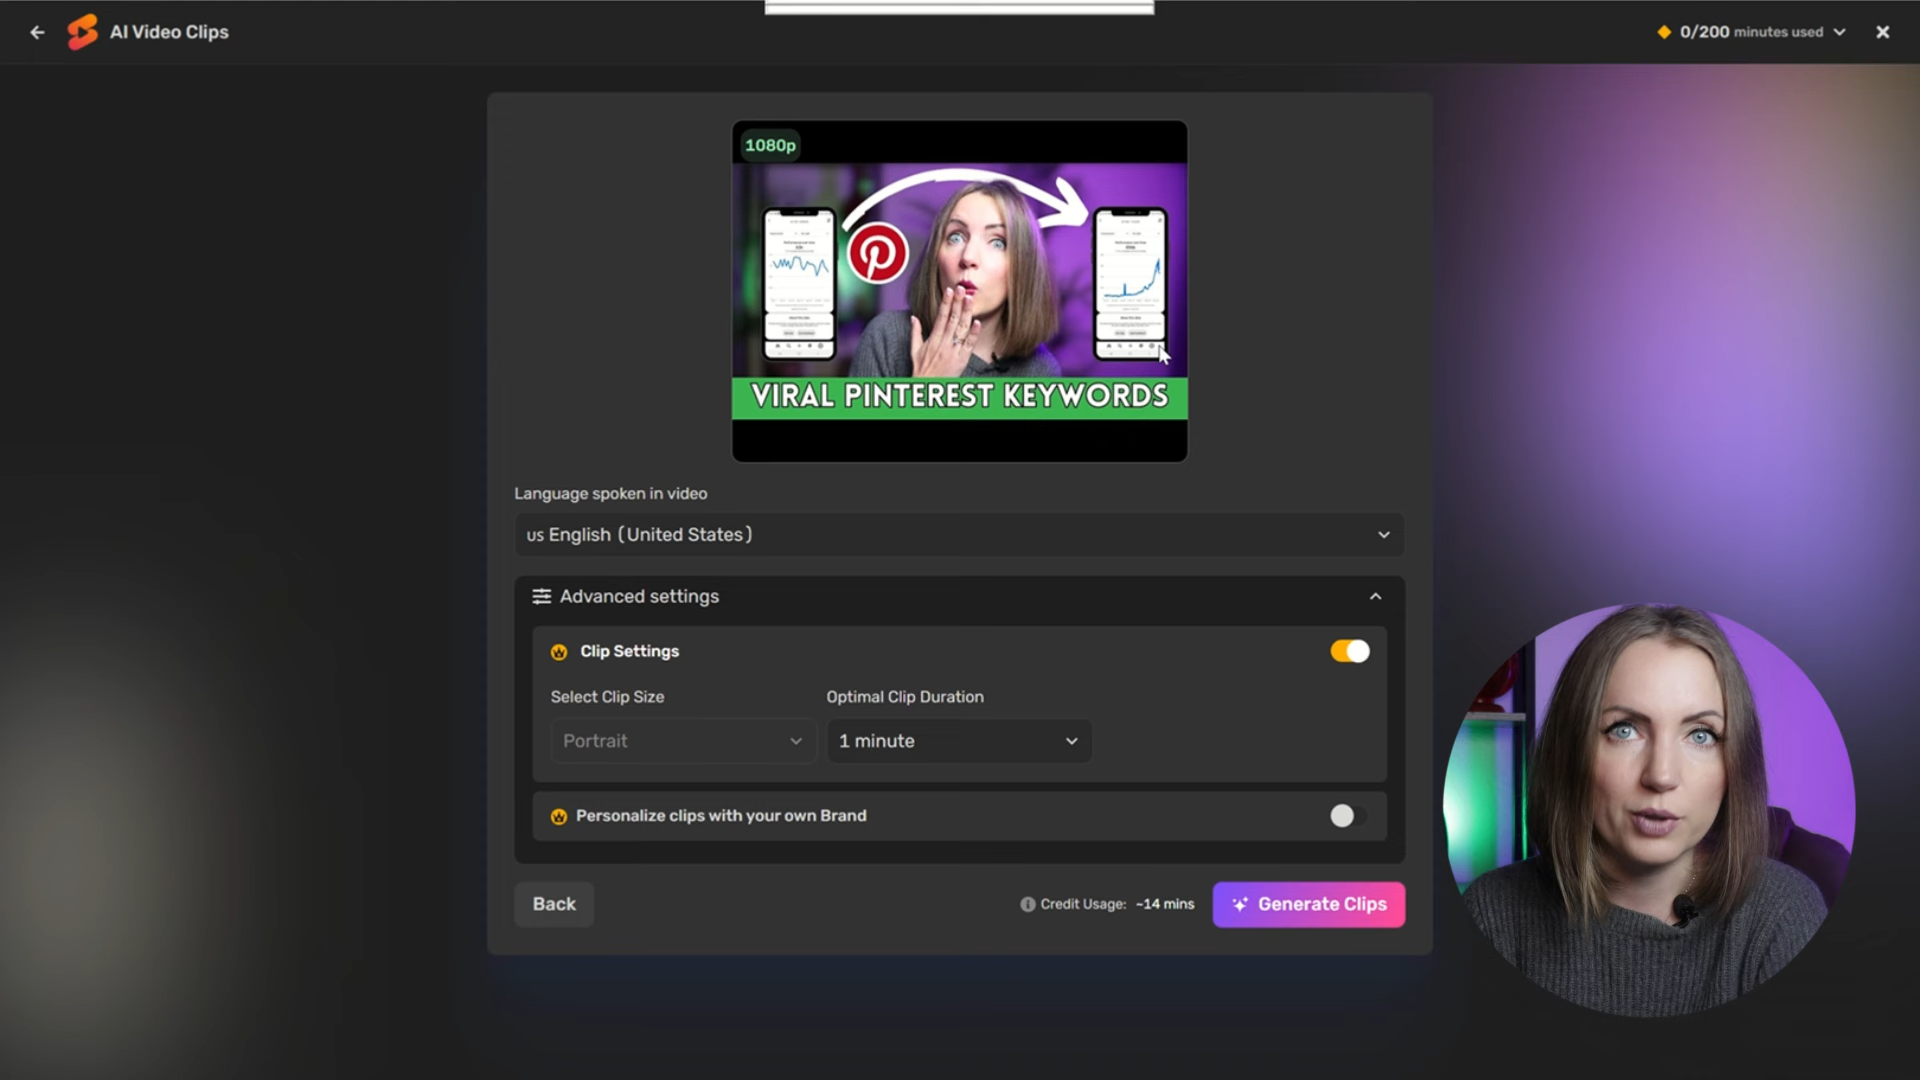 AI Video Clips
0/200 minutes used
1080p
VIRAL PINTEREST KEYWORDS
Language spoken in video
US English (United States)
Advanced settings
Clip Settings
Select Clip Size
Optimal Clip Duration
Portrait
1 minute
Personalize clips with your own Brand
Back
Credit Usage: ~14 mins
Generate Clips